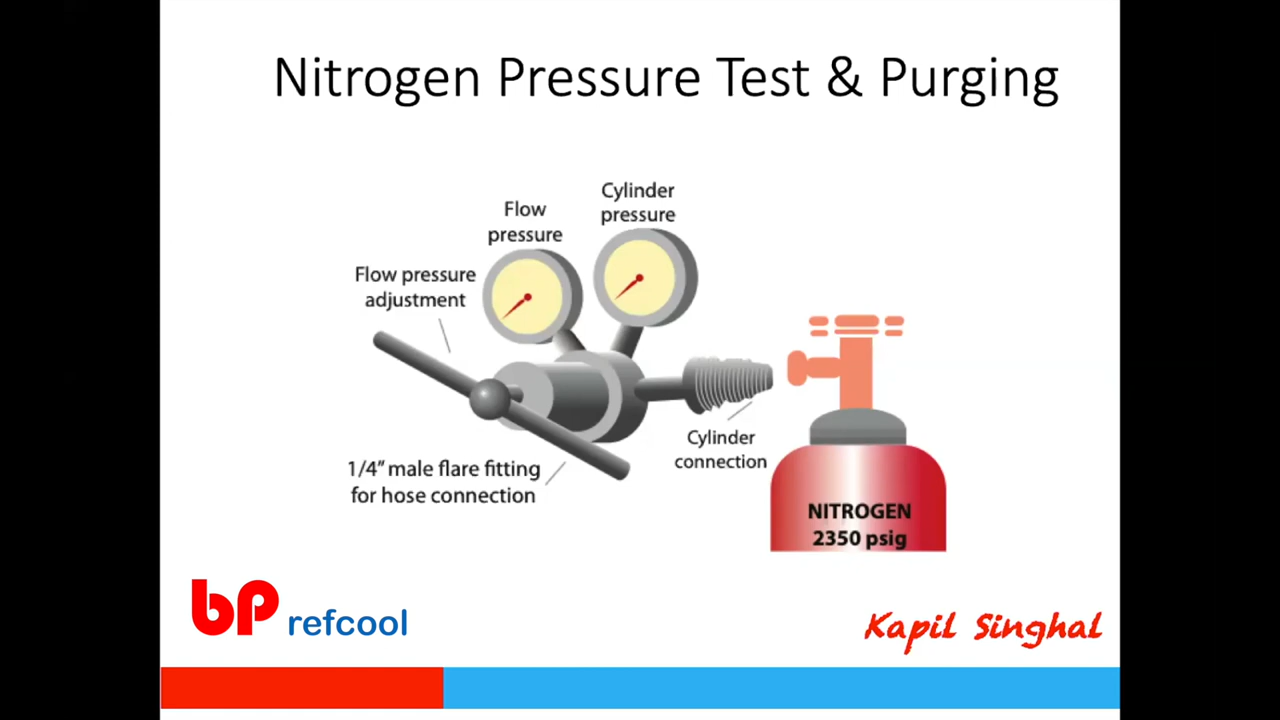 Nitrogen Pressure Test & Purging
Cylinder
pressure
Flow
pressure
Flow pressure
adjustment
Cylinder
connection
1/4” male flare fitting
for hose connection
NITROGEN
2350 psig
bp refcool
Kapil Singhal